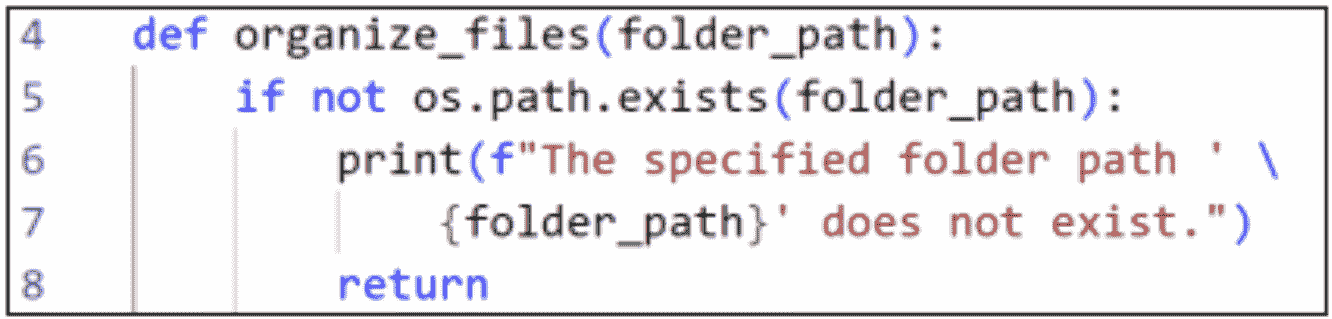 4 def organize_files(folder_path):
5 if not os.path.exists(folder_path):
6 print(f"The specified folder path ' \
7 {folder_path}' does not exist.")
8 return